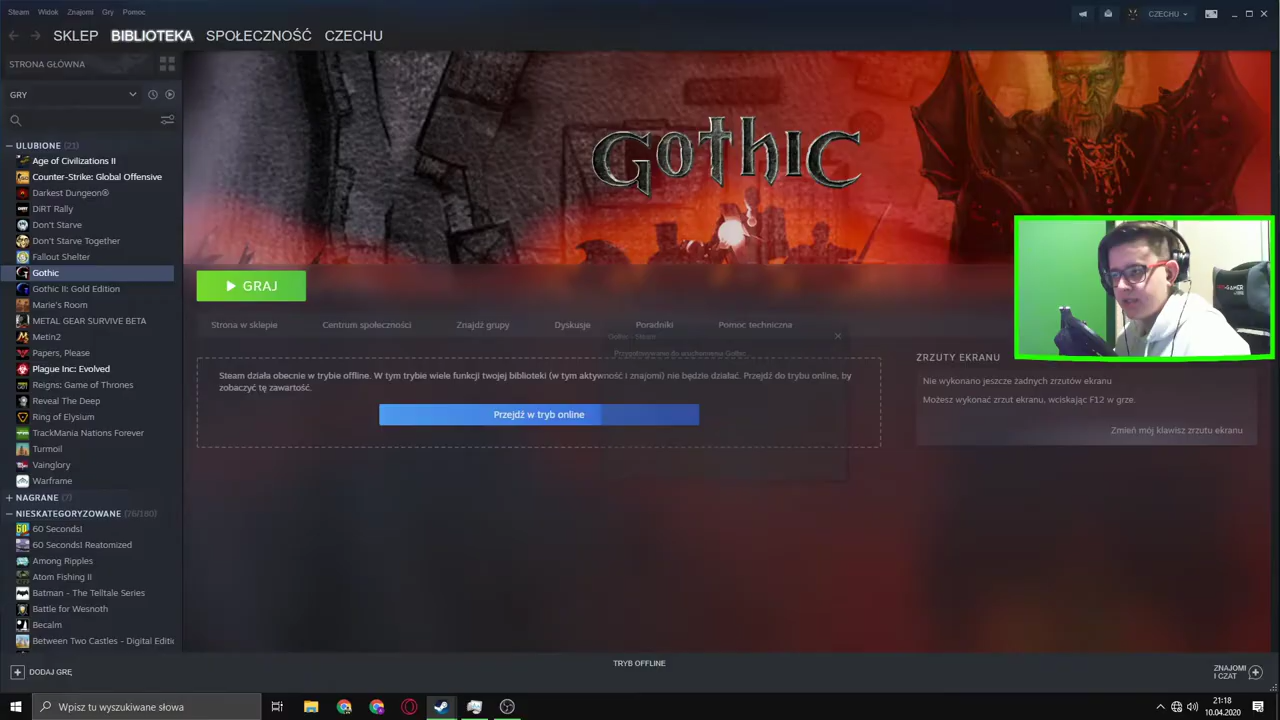 Steam Widok Znajomi Gry Pomoc
CZECHU
SKLEP BIBLIOTEKA SPOŁECZNOŚĆ CZECHU
STRONA GŁÓWNA
GRY
ULUBIONE (21)
Age of Civilizations II
Counter-Strike: Global Offensive
Darkest Dungeon®
DiRT Rally
Don't Starve
Don't Starve Together
Fallout Shelter
Gothic
Gothic II: Gold Edition
Marie's Room
METAL GEAR SURVIVE BETA
Metin2
Papers, Please
Plague Inc: Evolved
Reigns: Game of Thrones
Reveal The Deep
Ring of Elysium
TrackMania Nations Forever
Turmoil
Vainglory
Warframe
NAGRANE (7)
NIESKATEGORYZOWANE (76/180)
60 Seconds!
60 Seconds! Reatomized
Among Ripples
Atom Fishing II
Batman - The Telltale Series
Battle for Wesnoth
Becalm
Between Two Castles - Digital Editic
DODAJ GRĘ
GOTHIC
GRAJ
Strona w sklepie Centrum społeczności Znajdź grupy Dyskusje Poradniki Pomoc techniczna
Gothic - Steam
Przygotowywanie do uruchomienia Gothic...
Steam działa obecnie w trybie offline. W tym trybie wiele funkcji twojej biblioteki (w tym aktywność i znajomi) nie będzie działać. Przejdź do trybu online, by
zobaczyć tę zawartość.
Przejdź w tryb online
ZRZUTY EKRANU
Nie wykonano jeszcze żadnych zrzutów ekranu
Możesz wykonać zrzut ekranu, wciskając F12 w grze.
Zmień mój klawisz zrzutu ekranu
TRYB OFFLINE
ZNAJOMI
I CZAT
Wpisz tu wyszukiwane słowa
21:18
10.04.2020